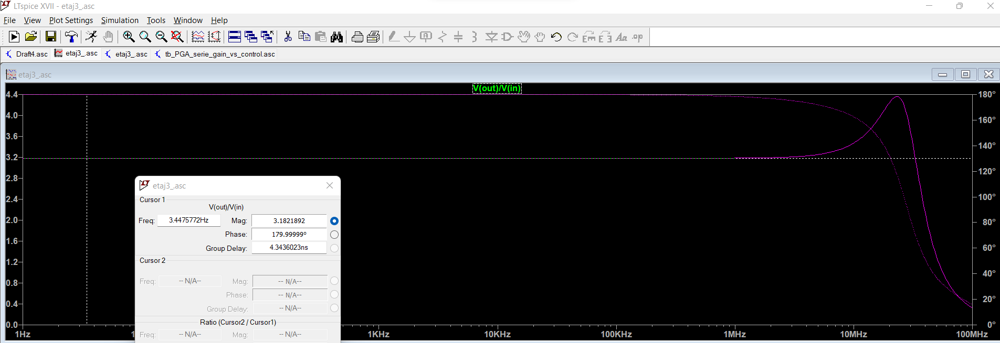 LTspice XVII - etaj3_.asc
File View Plot Settings Simulation Tools Window Help
A Aa .op
Draft4.asc etaj3_.asc etaj3_.asc tb_PGA_serie_gain_vs_control.asc
etaj3_.asc
V(out)/V(in)
4.4 180°
4.0
160°
3.6
140°
3.2
120°
2.8
100°
2.4
80°
2.0
60°
1.6
1.2
40°
0.8
20°
0.4
0.0 0°
1Hz 1 1KHz 10KHz 100KHz 1MHz 10MHz 100MHz
etaj3_.asc
Cursor 1
V(out)/V(in)
Freq: 3.4475772Hz Mag: 3.1821892
Phase: 179.99999°
Group Delay: 4.3436023ns
Cursor 2
Freq: -- N/A-- Mag: -- N/A--
Phase: -- N/A--
Group Delay: -- N/A--
Ratio (Cursor2 / Cursor1)
Freq: -- N/A-- Mag: -- N/A--